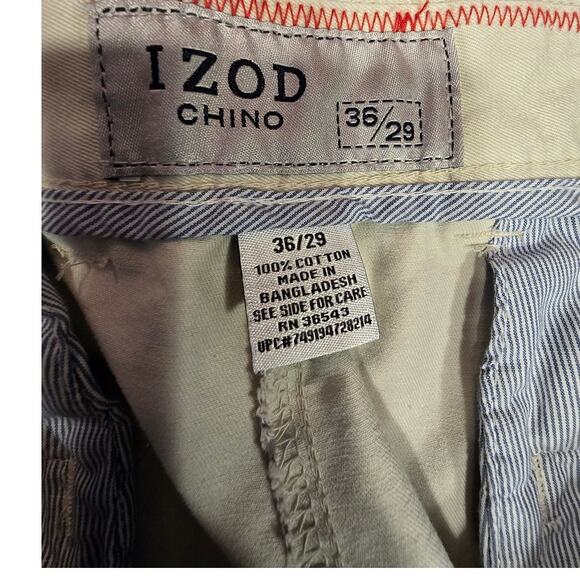 IZOD
CHINO
36/29
36/29
100% COTTON
MADE IN
BANGLADESH
SEE SIDE FOR CARE
RN 36543
UPC#749194728214